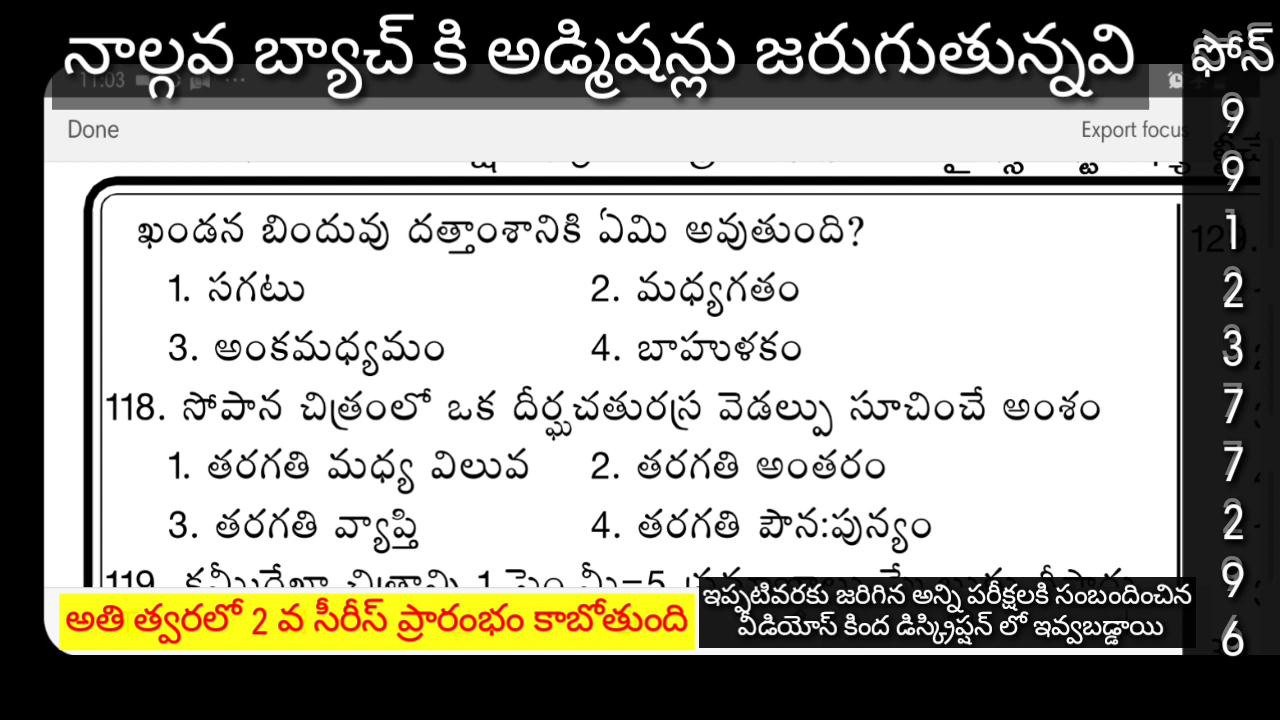 నాల్గవ బ్యాచ్ కి అడ్మిషన్లు జరుగుతున్నవి
ఫోన్
9
9
1
2
3
7
7
2
9
6
11:03
Done
Export focus
ఖండన బిందువు దత్తాంశానికి ఏమి అవుతుంది?
1. సగటు 2. మధ్యగతం
3. అంకమధ్యమం 4. బాహుళకం
118. సోపాన చిత్రంలో ఒక దీర్ఘచతురస్ర వెడల్పు సూచించే అంశం
1. తరగతి మధ్య విలువ 2. తరగతి అంతరం
3. తరగతి వ్యాప్తి 4. తరగతి పౌన:పున్యం
119.
అతి త్వరలో 2 వ సీరీస్ ప్రారంభం కాబోతుంది
ఇప్పటివరకు జరిగిన అన్ని పరీక్షలకి సంబందించిన
వీడియోస్ కింద డిస్క్రిప్షన్ లో ఇవ్వబడ్డాయి